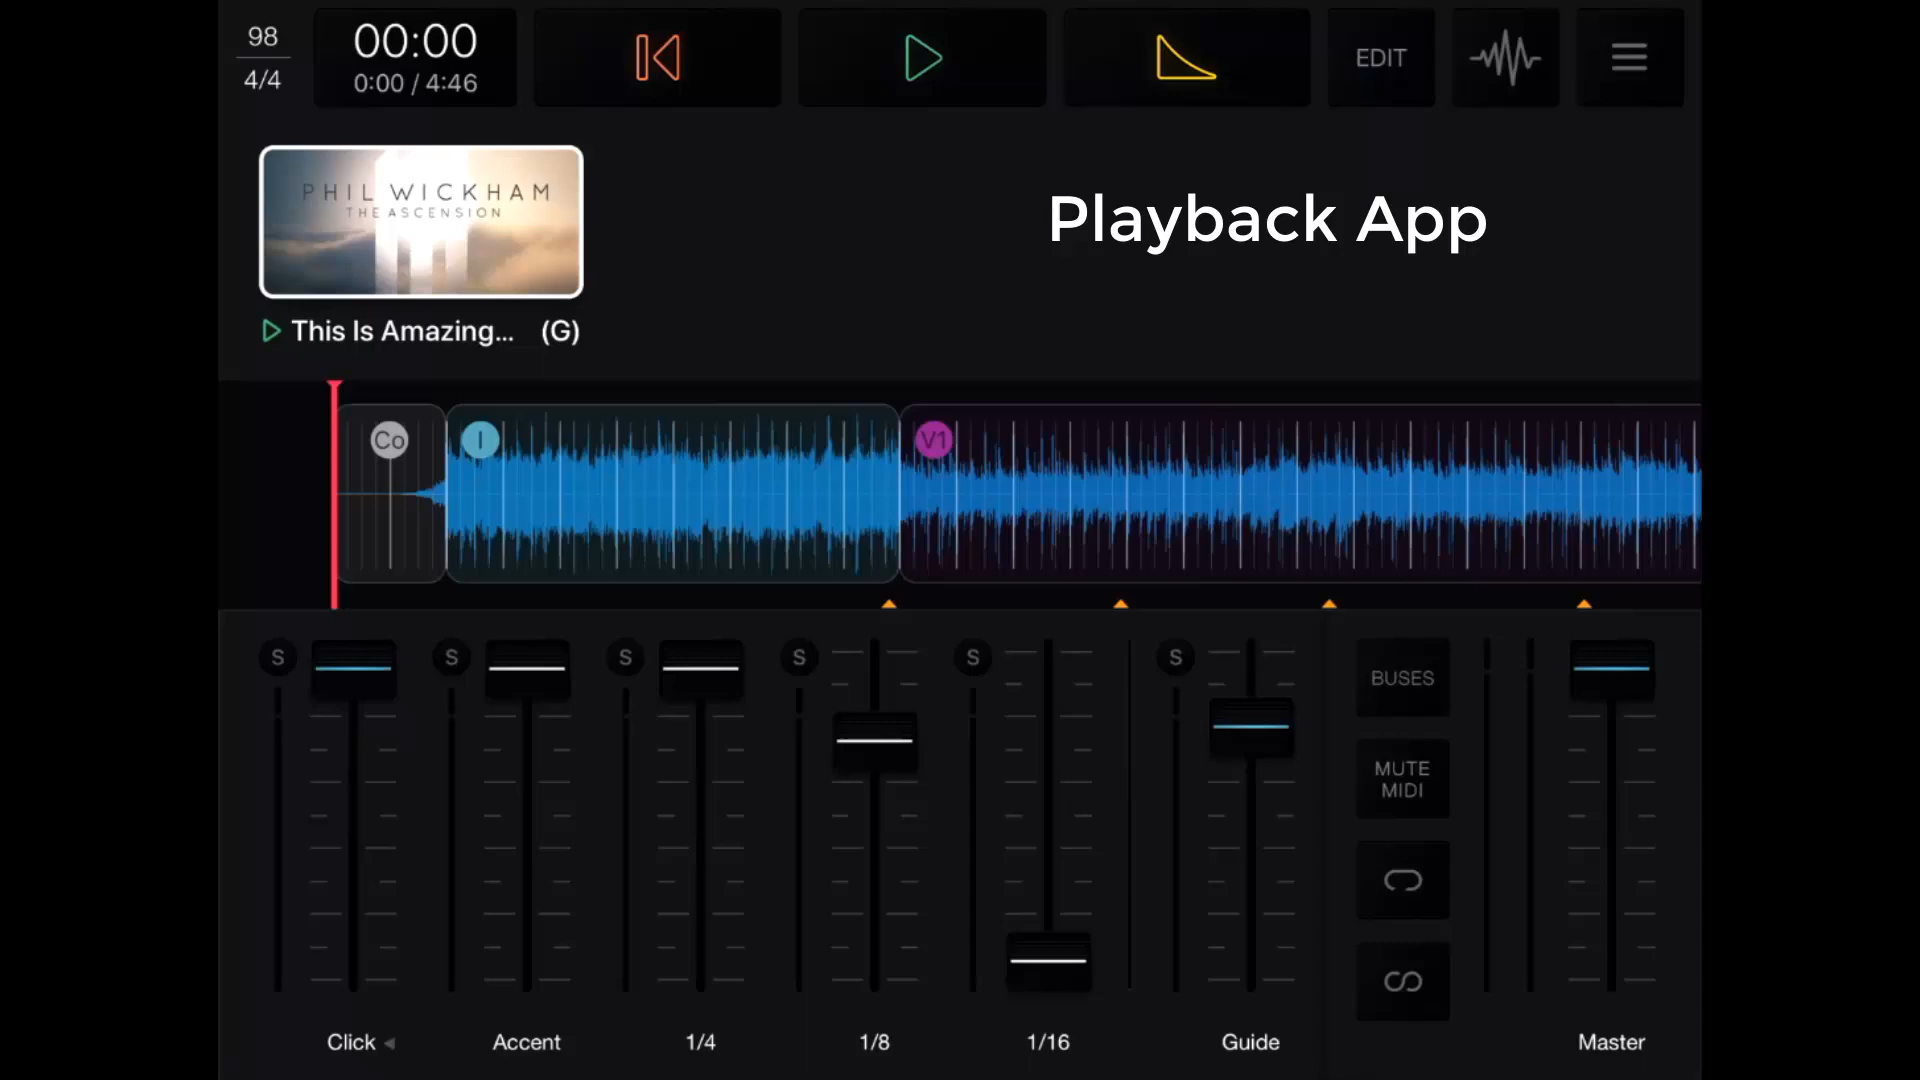 98
4/4
00:00
0:00 / 4:46
EDIT
PHIL WICKHAM
THE ASCENSION
Playback App
This Is Amazing... (G)
Co
I
V1
S
S
S
S
S
S
BUSES
MUTE
MIDI
Click
Accent
1/4
1/8
1/16
Guide
Master